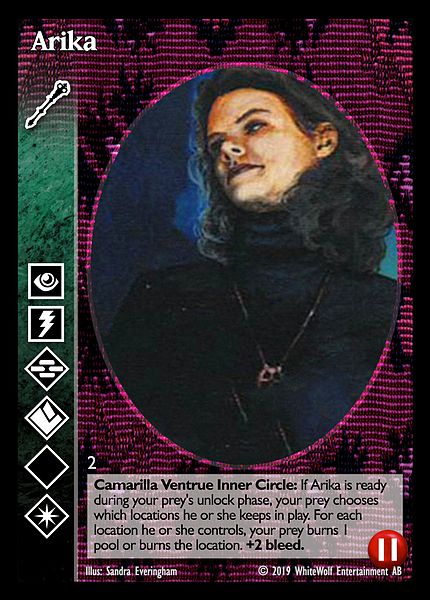 Arika
2
Camarilla Ventrue Inner Circle: If Arika is ready
during your prey's unlock phase, your prey chooses
which locations he or she keeps in play. For each
location he or she controls, your prey burns 1
pool or burns the location. +2 bleed.
11
Illus: Sandra Everingham
© 2019 WhiteWolf Entertainment AB